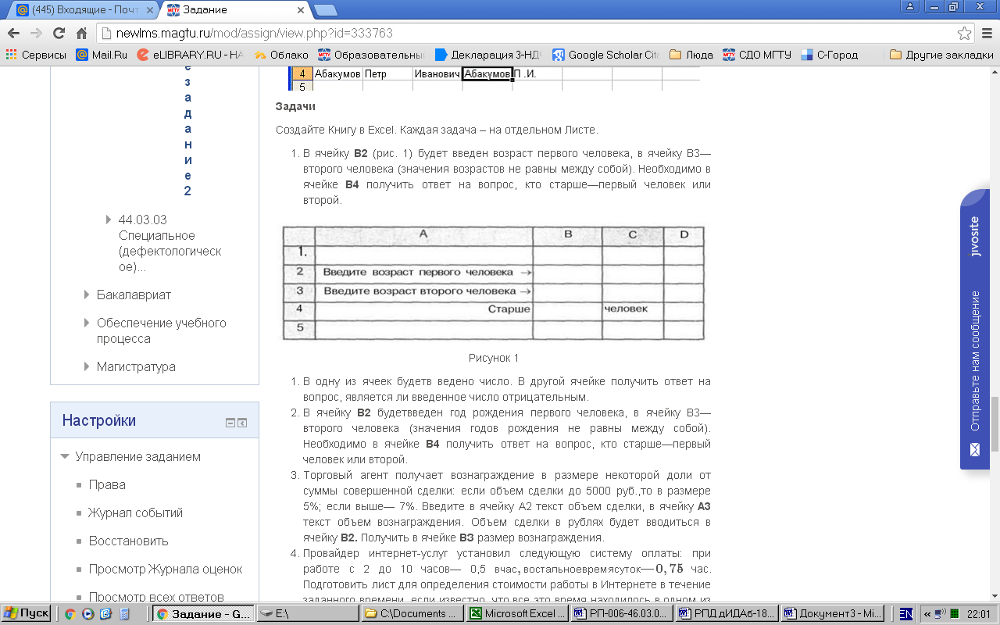 (445) Входящие - Почт
Задание
newlms.magtu.ru/mod/assign/view.php?id=333763
Сервисы
Mail.Ru
eLIBRARY.RU - НА
Облако
Образовательны
Декларация 3-НДФ
Google Scholar Cita
Люда
СДО МГТУ
С-Город
Другие закладки
е
з
а
д
а
н
и
е
2
44.03.03
Специальное
(дефектологическ
ое)...
Бакалавриат
Обеспечение учебного
процесса
Магистратура
Настройки
Управление заданием
Права
Журнал событий
Восстановить
Просмотр Журнала оценок
Просмотр всех ответов
4 Абакумов Петр Иванович Абакумов П .И.
5
Задачи
Создайте Книгу в Excel. Каждая задача – на отдельном Листе.
1. В ячейку B2 (рис. 1) будет введен возраст первого человека, в ячейку В3—
второго человека (значения возрастов не равны между собой). Необходимо в
ячейке B4 получить ответ на вопрос, кто старше—первый человек или
второй.
A B C D
1.
2 Введите возраст первого человека →
3 Введите возраст второго человека →
4 Старше человек
5
Рисунок 1
1. В одну из ячеек будетв ведено число. В другой ячейке получить ответ на
вопрос, является ли введенное число отрицательным.
2. В ячейку B2 будетвведен год рождения первого человека, в ячейку В3—
второго человека (значения годов рождения не равны между собой).
Необходимо в ячейке B4 получить ответ на вопрос, кто старше—первый
человек или второй.
3. Торговый агент получает вознаграждение в размере некоторой доли от
суммы совершенной сделки: если объем сделки до 5000 руб.,то в размере
5%; если выше— 7%. Введите в ячейку А2 текст объем сделки, в ячейку А3
текст объем вознаграждения. Объем сделки в рублях будет вводиться в
ячейку B2. Получить в ячейке B3 размер вознаграждения.
4. Провайдер интернет-услуг установил следующую систему оплаты: при
работе с 2 до 10 часов— 0,5 вчас,востальноевремясуток—0,75 час.
Подготовить лист для определения стоимости работы в Интернете в течение
заданного времени, если известно, что все это время находилось в одном из
jivosite
Отправьте нам сообщение
Пуск
Задание - G...
E:\
C:\Documents ...
Microsoft Excel ...
РП-006-46.03.0...
РПД дИДАб-18...
Документ3 - Mi...
EN
«
22:01